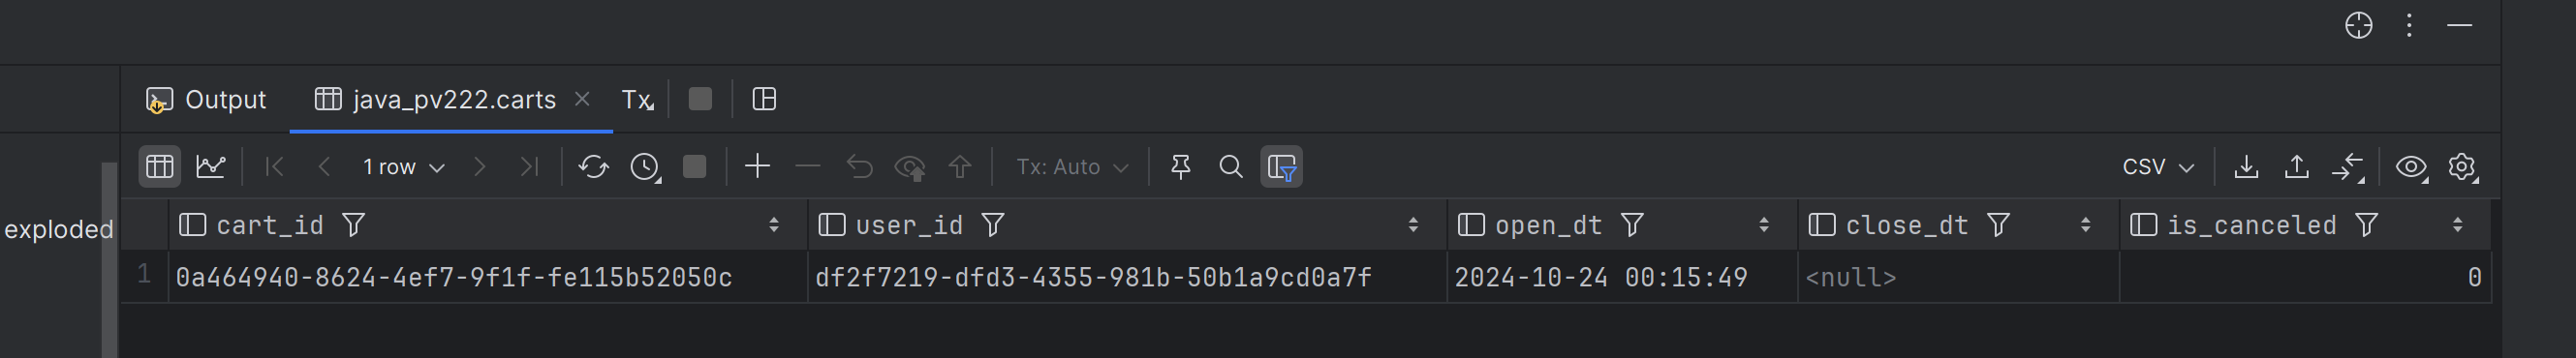 Output java_pv222.carts Tx
1 row Tx: Auto CSV
exploded cart_id user_id open_dt close_dt is_canceled
1 0a464940-8624-4ef7-9f1f-fe115b52050c df2f7219-dfd3-4355-981b-50b1a9cd0a7f 2024-10-24 00:15:49 <null> 0